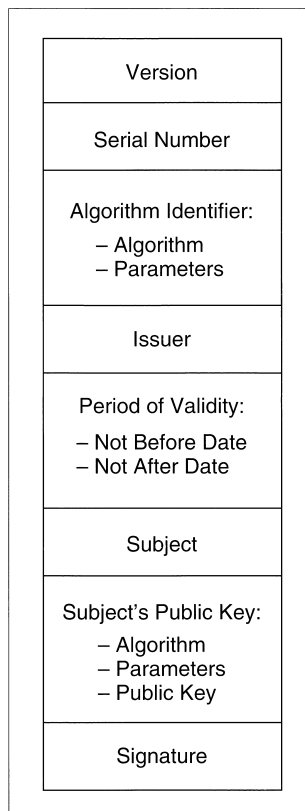 Version
Serial Number
Algorithm Identifier:
– Algorithm
– Parameters
Issuer
Period of Validity:
– Not Before Date
– Not After Date
Subject
Subject's Public Key:
– Algorithm
– Parameters
– Public Key
Signature